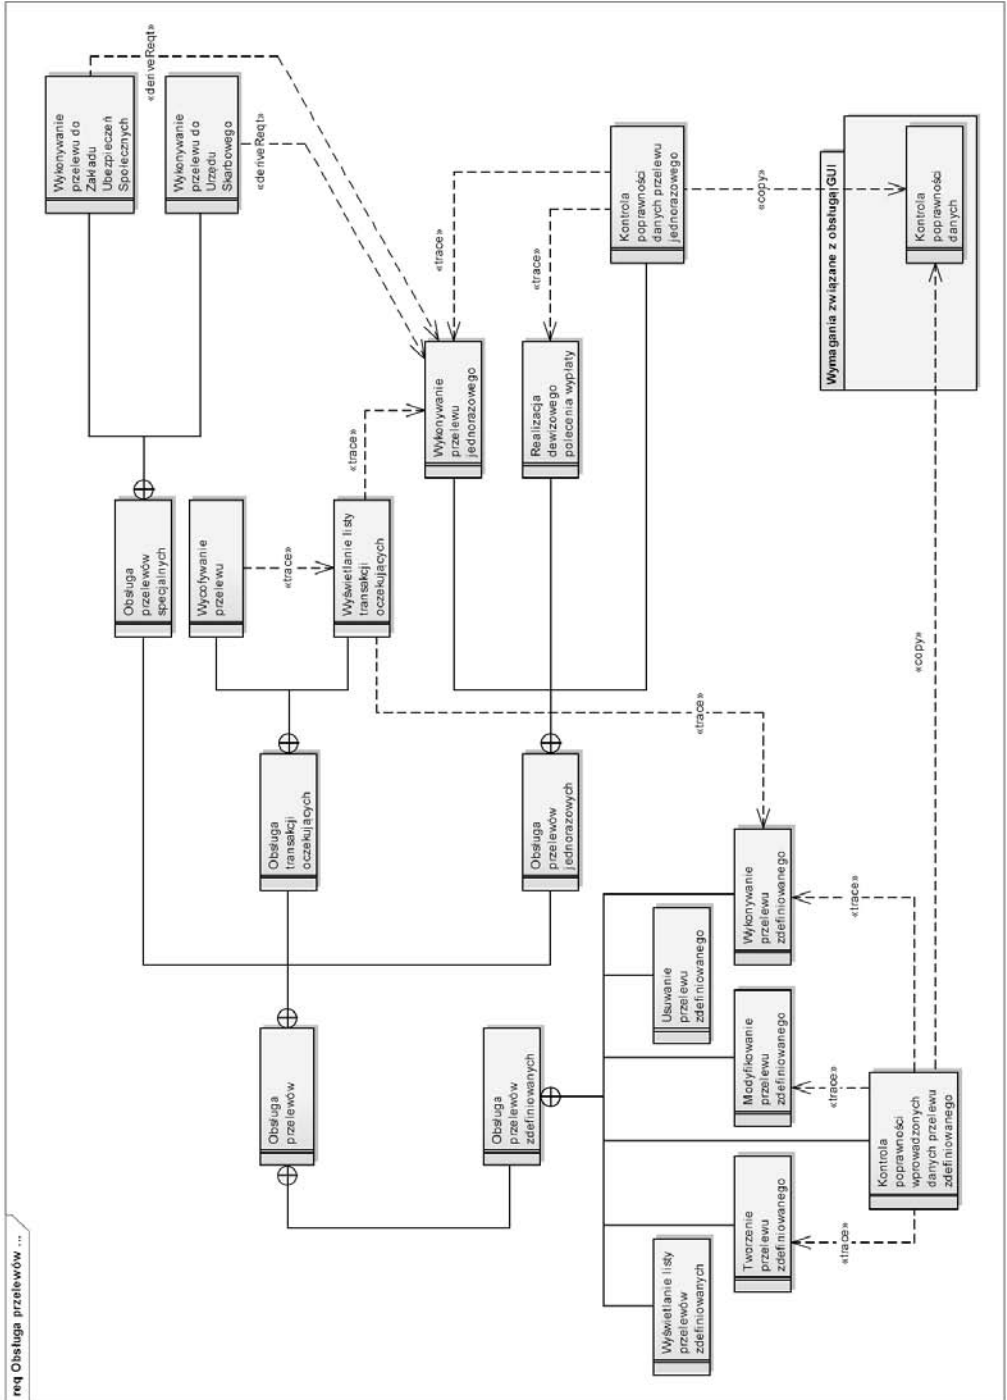 req Obsługa przelewów ...
Wykonywanie
przelewu do
Zakładu
Ubezpieczeń
Społecznych
«deriveReqt»
Wykonywanie
przelewu do
Urzędu
Skarbowego
«deriveReqt»
Obsługa
przelewów
specjalnych
Wycofywanie
przelewu
«trace»
Wyświetlanie listy
transakcji
oczekujących
«trace»
Wykonywanie
przelewu
jednorazowego
«trace»
Realizacja
dewizowego
polecenia wypłaty
«trace»
Kontrola
poprawności
danych przelewu
jednorazowego
«copy»
Wymagania związane z obsługą GUI
Kontrola
poprawności
danych
Obsługa
transakcji
oczekujących
Obsługa
przelewów
jednorazowych
«trace»
«copy»
Obsługa
przelewów
Obsługa
przelewów
zdefiniowanych
Wykonywanie
przelewu
zdefiniowanego
«trace»
Usuwanie
przelewu
zdefiniowanego
Modyfikowanie
przelewu
zdefiniowanego
«trace»
Kontrola
poprawności
wprowadzonych
danych przelewu
zdefiniowanego
Tworzenie
przelewu
zdefiniowanego
«trace»
Wyświetlanie listy
przelewów
zdefiniowanych